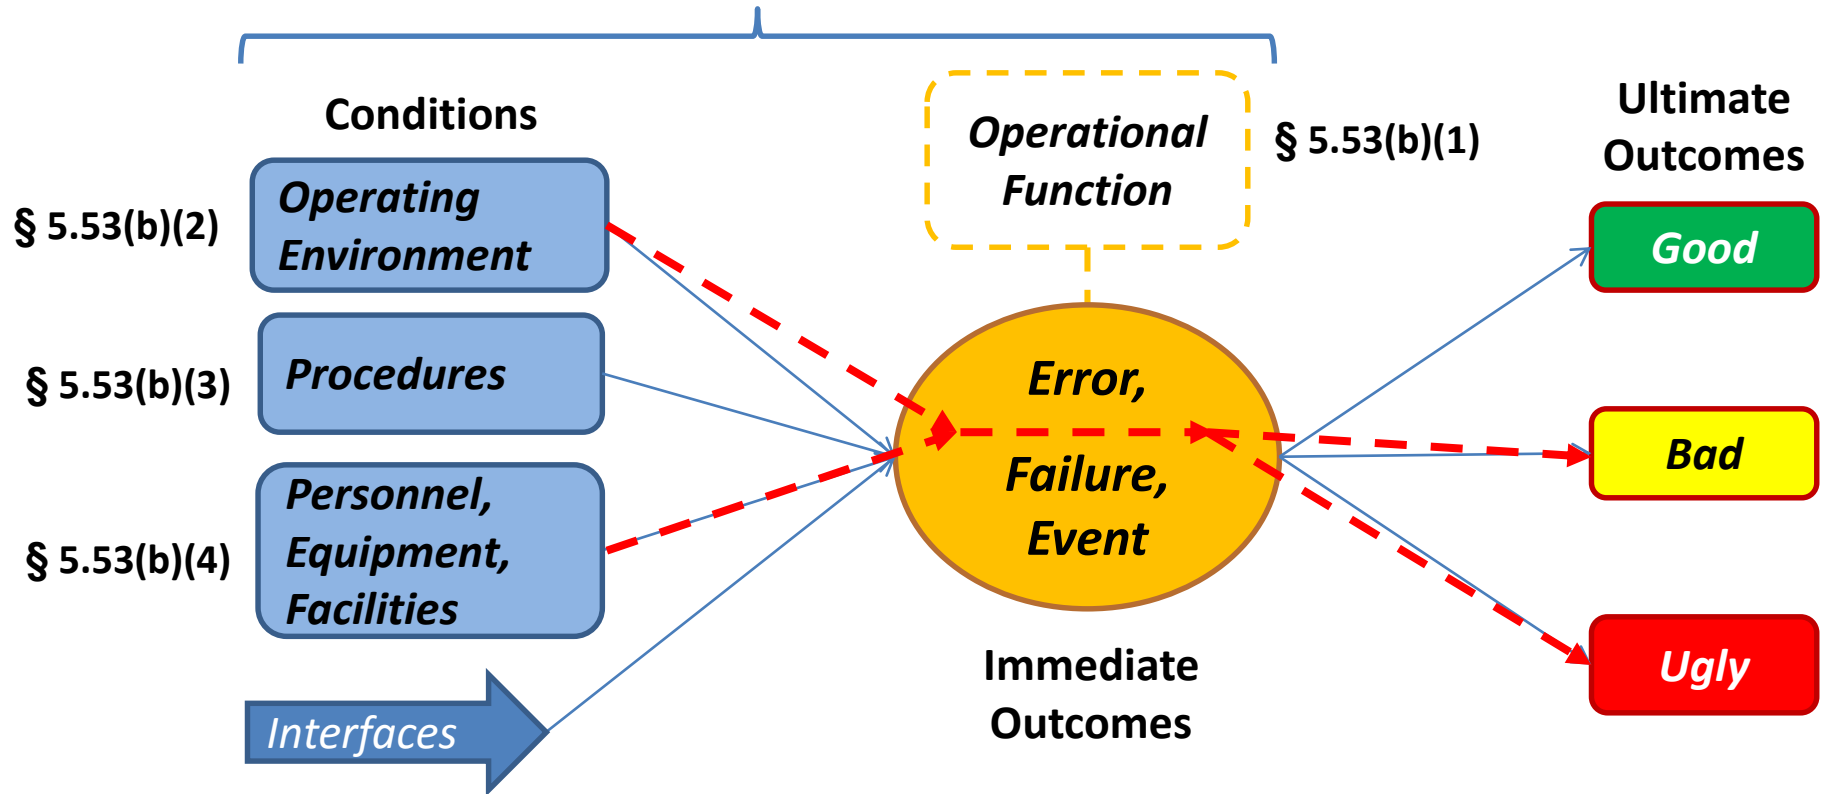 Conditions
§ 5.53(b)(2)
Operating
Environment
§ 5.53(b)(3)
Procedures
§ 5.53(b)(4)
Personnel,
Equipment,
Facilities
Interfaces
Operational
Function
§ 5.53(b)(1)
Error,
Failure,
Event
Immediate
Outcomes
Ultimate
Outcomes
Good
Bad
Ugly